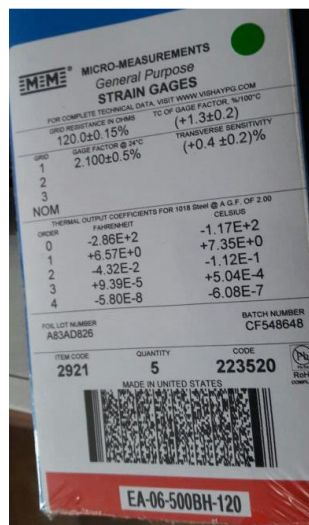 MM®
MICRO-MEASUREMENTS
General Purpose
STRAIN GAGES
FOR COMPLETE TECHNICAL DATA, VISIT WWW.VISHAYPG.COM
GRID RESISTANCE IN OHMS TC OF GAGE FACTOR, %/100°C
120.0±0.15% (+1.3±0.2)
GRID GAGE FACTOR @ 24°C TRANSVERSE SENSITIVITY
1 2.100±0.5% (+0.4 ±0.2)%
2
3
NOM
THERMAL OUTPUT COEFFICIENTS FOR 1018 Steel @ A G.F. OF 2.00
ORDER FAHRENHEIT CELSIUS
0 -2.86E+2 -1.17E+2
1 +6.57E+0 +7.35E+0
2 -4.32E-2 -1.12E-1
3 +9.39E-5 +5.04E-4
4 -5.80E-8 -6.08E-7
FOIL LOT NUMBER BATCH NUMBER
A83AD826 CF548648
ITEM CODE QUANTITY CODE
2921 5 223520
Pb
RoHS
MADE IN UNITED STATES
EA-06-500BH-120